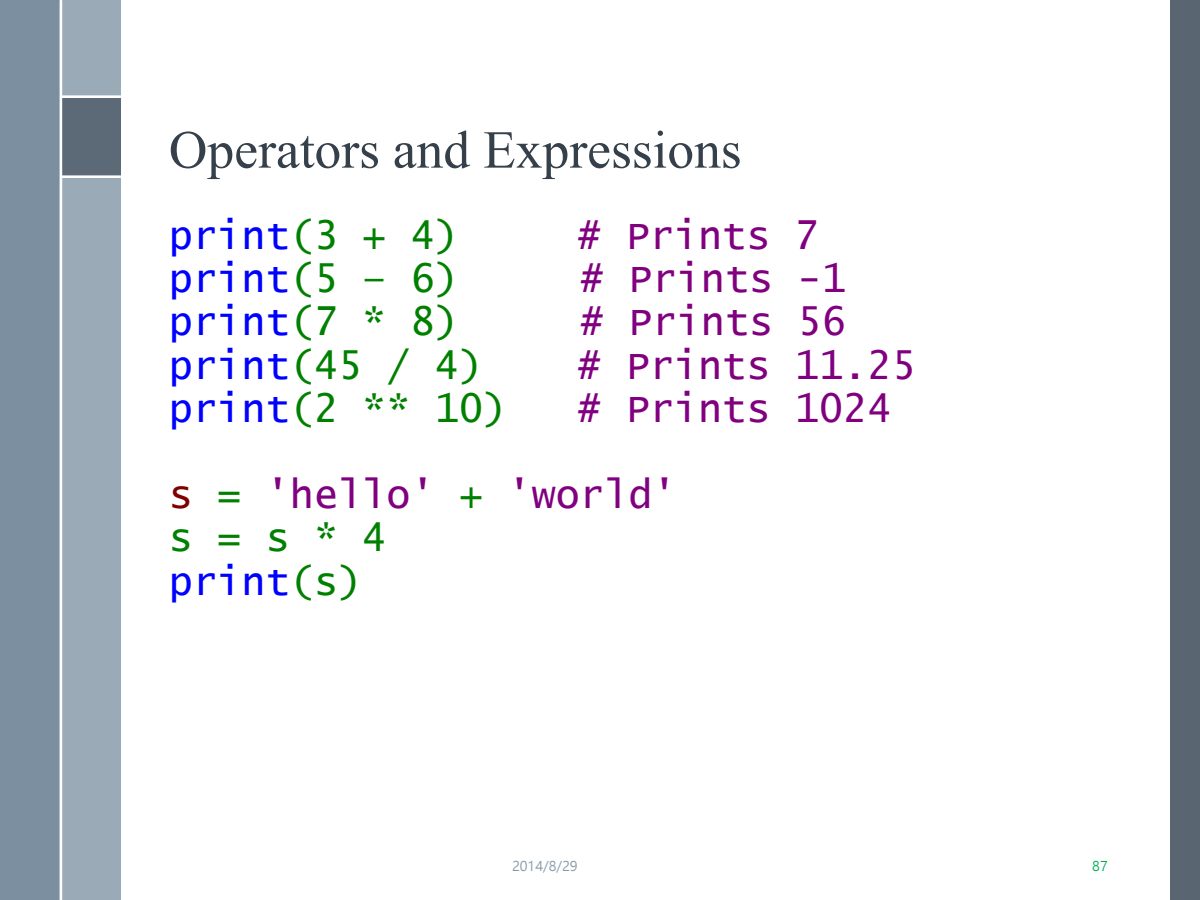 Operators and Expressions
print(3 + 4)     # Prints 7
print(5 – 6)     # Prints -1
print(7 * 8)     # Prints 56
print(45 / 4)    # Prints 11.25
print(2 ** 10)   # Prints 1024
s = 'hello' + 'world'
s = s * 4
print(s)
2014/8/29
87